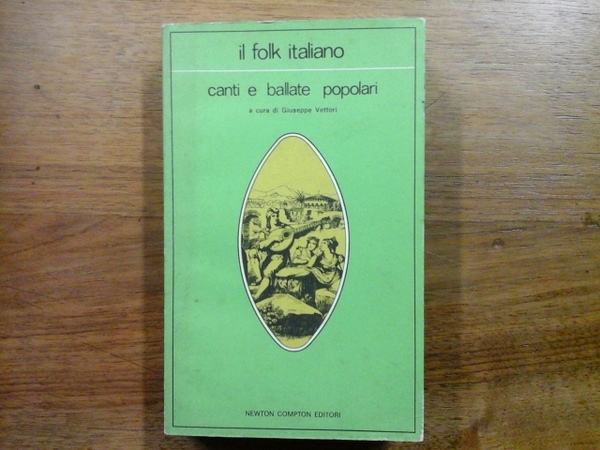 il folk italiano
canti e ballate popolari
a cura di Giuseppe Vettori
NEWTON COMPTON EDITORI